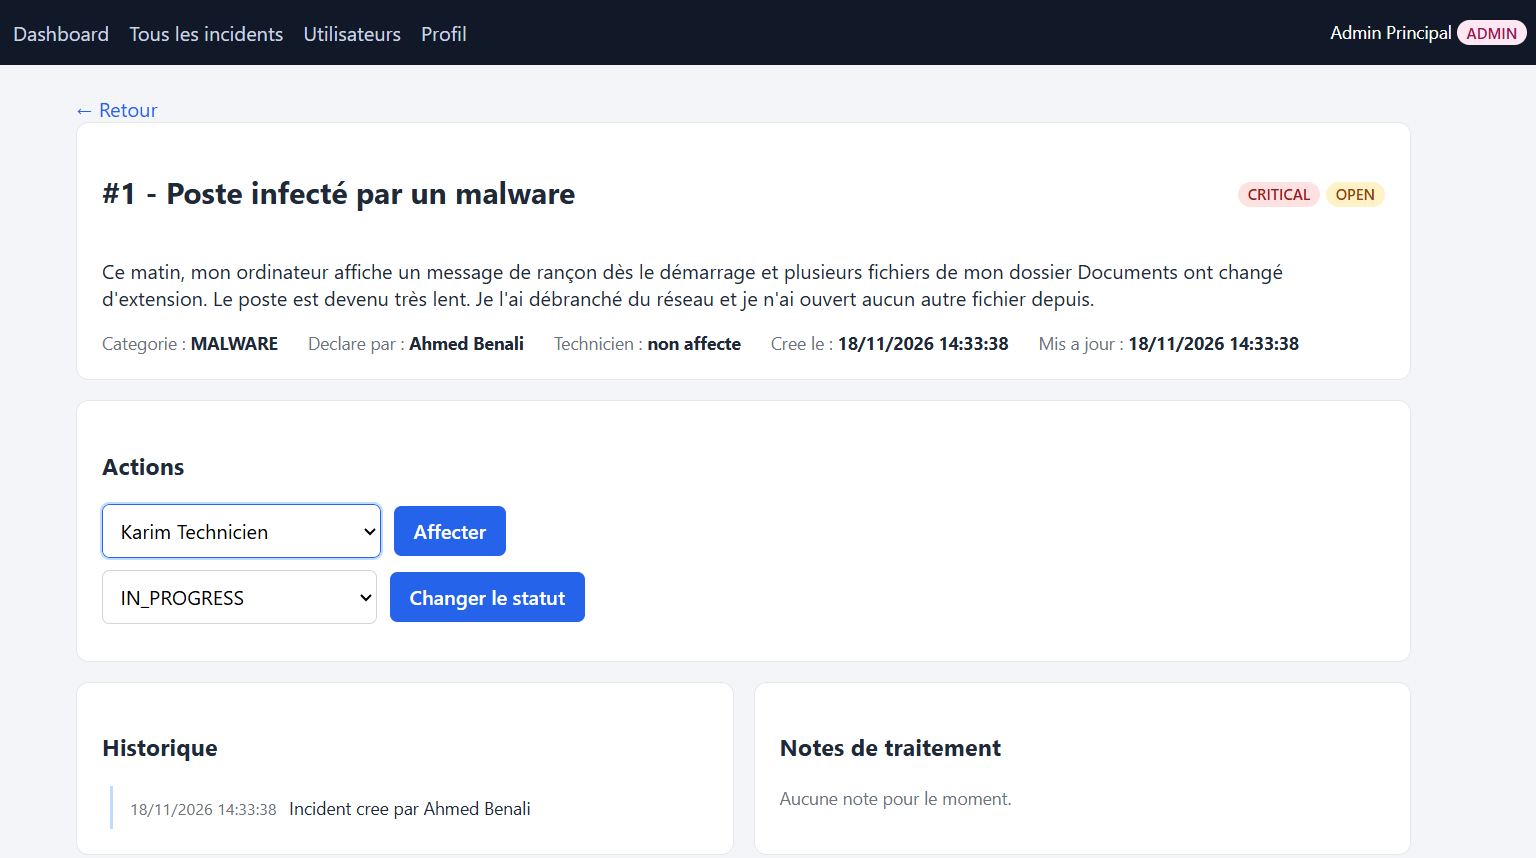 Dashboard Tous les incidents Utilisateurs Profil Admin Principal ADMIN
← Retour
#1 - Poste infecté par un malware CRITICAL OPEN
Ce matin, mon ordinateur affiche un message de rançon dès le démarrage et plusieurs fichiers de mon dossier Documents ont changé
d'extension. Le poste est devenu très lent. Je l'ai débranché du réseau et je n'ai ouvert aucun autre fichier depuis.
Categorie : MALWARE Declare par : Ahmed Benali Technicien : non affecte Cree le : 18/11/2026 14:33:38 Mis a jour : 18/11/2026 14:33:38
Actions
Karim Technicien Affecter
IN_PROGRESS Changer le statut
Historique
18/11/2026 14:33:38 Incident cree par Ahmed Benali
Notes de traitement
Aucune note pour le moment.